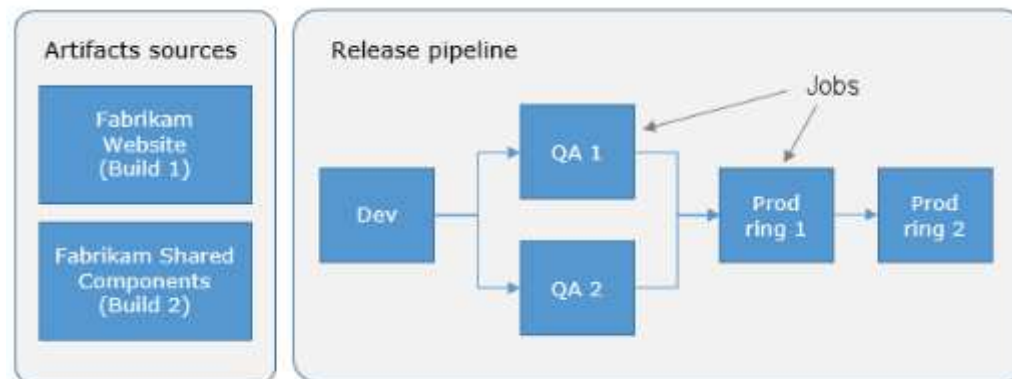 Artifacts sources
Fabrikam
Website
(Build 1)
Fabrikam Shared
Components
(Build 2)
Release pipeline
Jobs
Dev
QA 1
QA 2
Prod
ring 1
Prod
ring 2